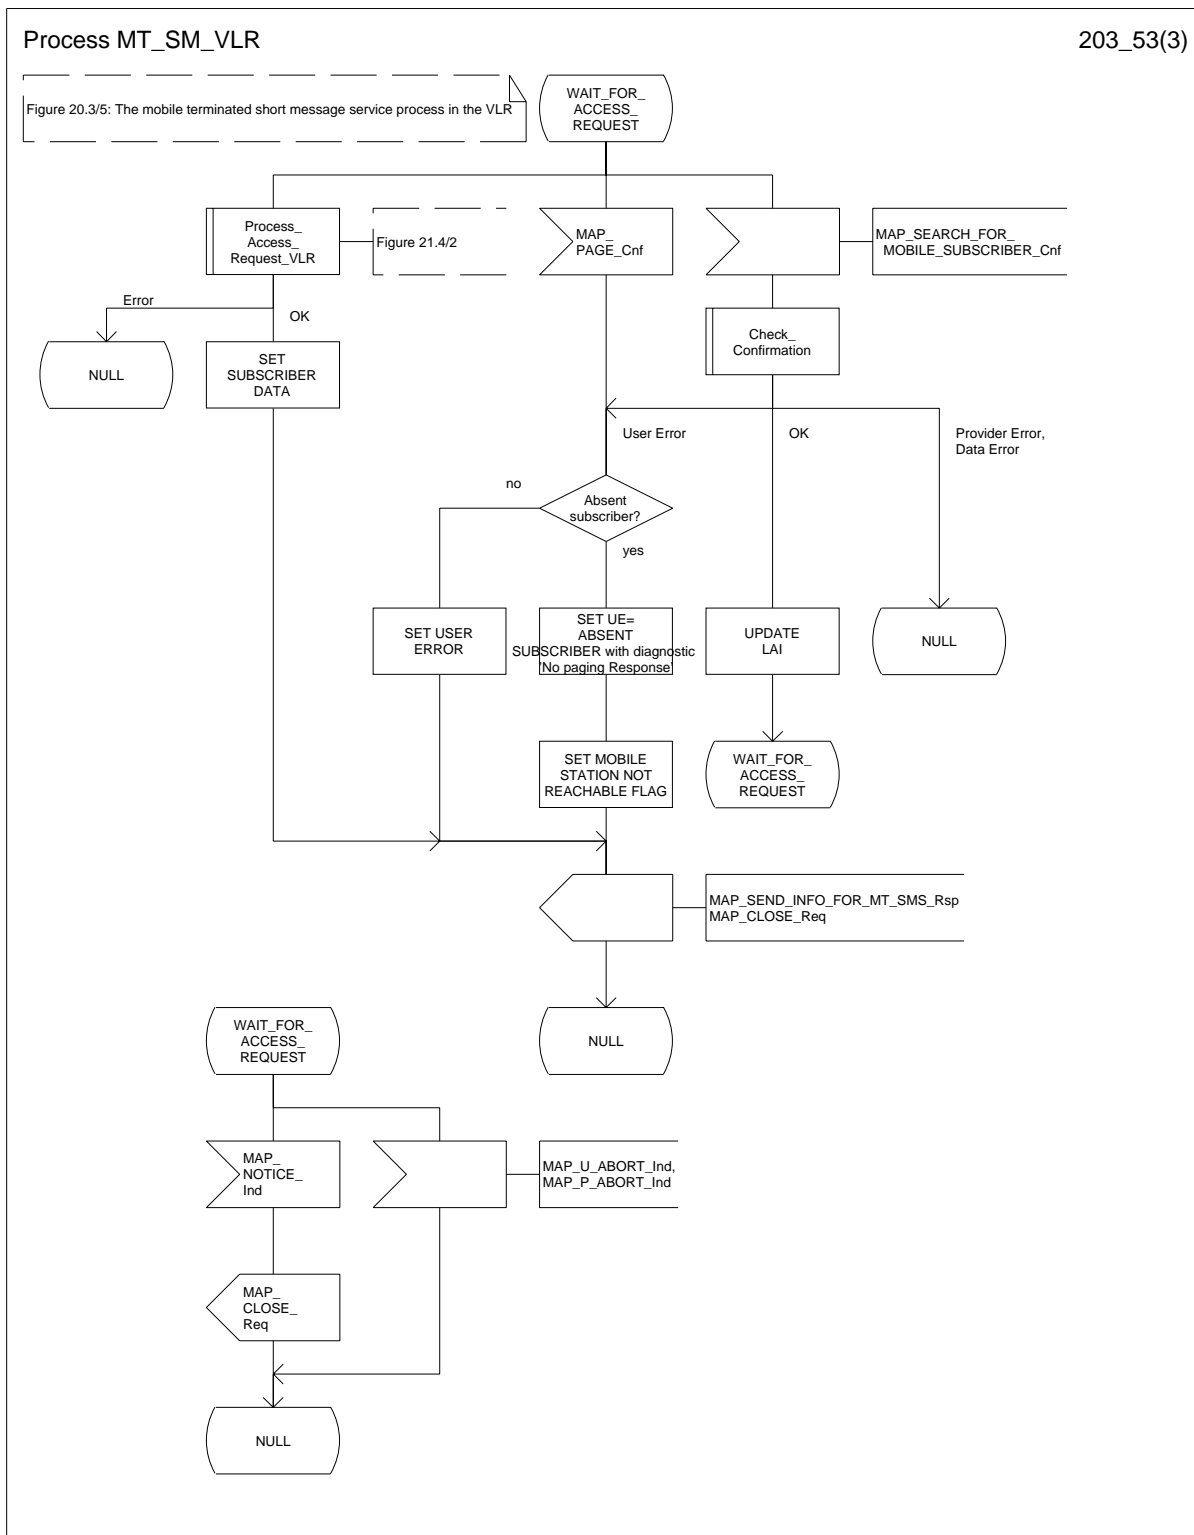 Process MT_SM_VLR
203_53(3)
Figure 20.3/5: The mobile terminated short message service process in the VLR
WAIT_FOR_
ACCESS_
REQUEST
Process_
Access_
Request_VLR
Figure 21.4/2
MAP_
PAGE_Cnf
MAP_SEARCH_FOR_
MOBILE_SUBSCRIBER_Cnf
Error
OK
Check_
Confirmation
NULL
SET
SUBSCRIBER
DATA
User Error
OK
Provider Error,
Data Error
no
Absent
subscriber?
yes
SET USER
ERROR
SET UE=
ABSENT
SUBSCRIBER with diagnostic
'No paging Response'
UPDATE
LAI
NULL
SET MOBILE
STATION NOT
REACHABLE FLAG
WAIT_FOR_
ACCESS_
REQUEST
MAP_SEND_INFO_FOR_MT_SMS_Rsp
MAP_CLOSE_Req
WAIT_FOR_
ACCESS_
REQUEST
NULL
MAP_
NOTICE_
Ind
MAP_U_ABORT_Ind,
MAP_P_ABORT_Ind
MAP_
CLOSE_
Req
NULL